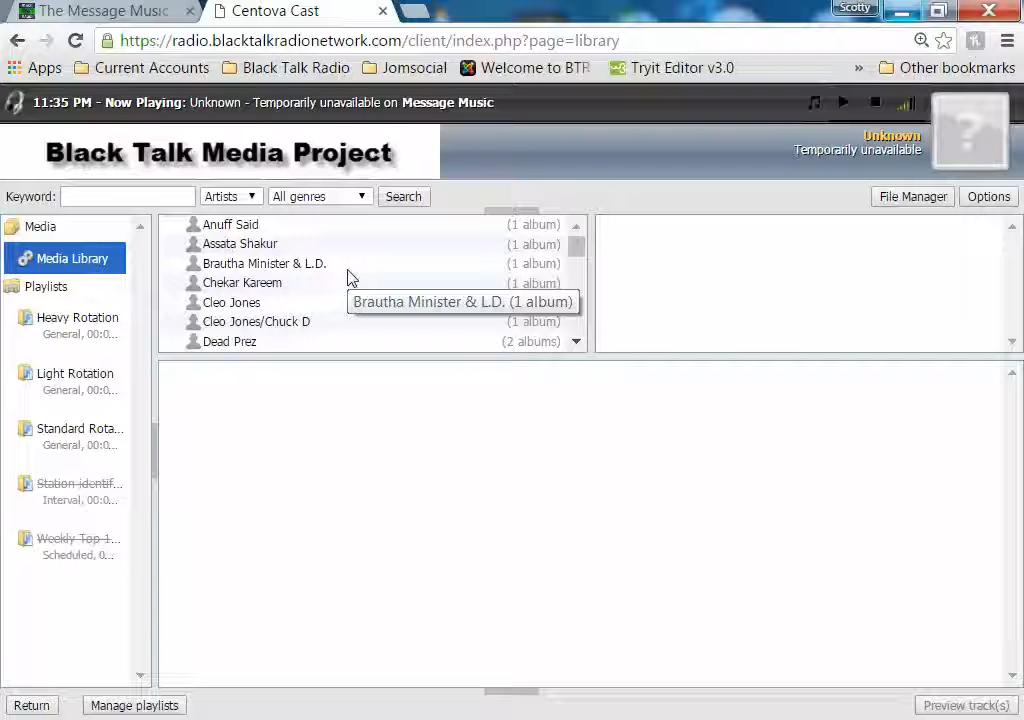 The Message Music
Centova Cast
Scotty
https://radio.blacktalkradionetwork.com/client/index.php?page=library
Apps Current Accounts Black Talk Radio Jomsocial Welcome to BTR Tryit Editor v3.0 » Other bookmarks
11:35 PM - Now Playing: Unknown - Temporarily unavailable on Message Music
Black Talk Media Project
Unknown
Temporarily unavailable
?
Keyword: Artists All genres Search File Manager Options
Media
Media Library
Playlists
Heavy Rotation
General, 00:0...
Light Rotation
General, 00:0...
Standard Rota...
General, 00:0...
Station identif...
Interval, 00:0...
Weekly Top 1...
Scheduled, 0...
Anuff Said (1 album)
Assata Shakur (1 album)
Brautha Minister & L.D. (1 album)
Chekar Kareem (1 album)
Cleo Jones
Brautha Minister & L.D. (1 album)
Cleo Jones/Chuck D (1 album)
Dead Prez (2 albums)
Return Manage playlists Preview track(s)